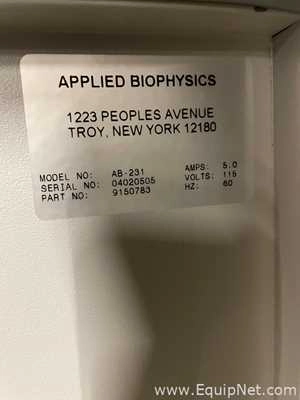 APPLIED BIOPHYSICS
1223 PEOPLES AVENUE
TROY, NEW YORK 12180
MODEL NO: AB-231 AMPS: 5.0
SERIAL NO: 04020505 VOLTS: 115
PART NO: 9150783 HZ: 60
© www.EquipNet.com